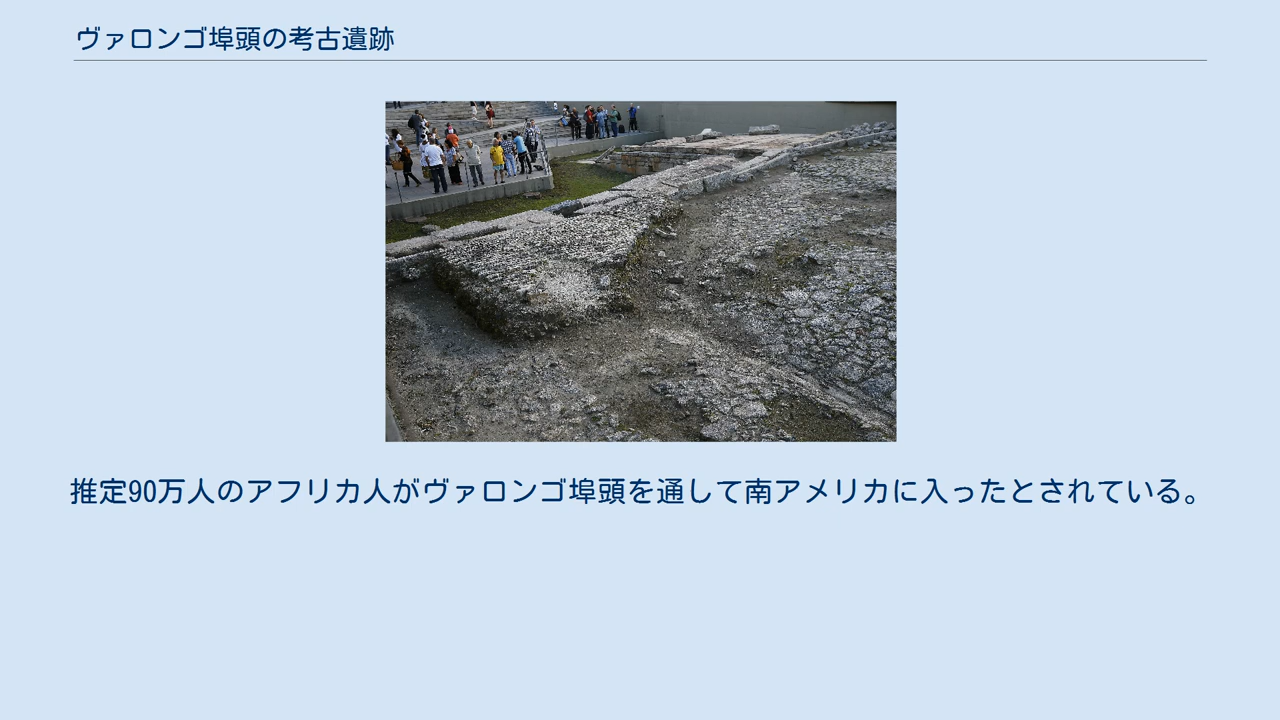 ヴァロンゴ埠頭の考古遺跡
推定90万人のアフリカ人がヴァロンゴ埠頭を通して南アメリカに入ったとされている。